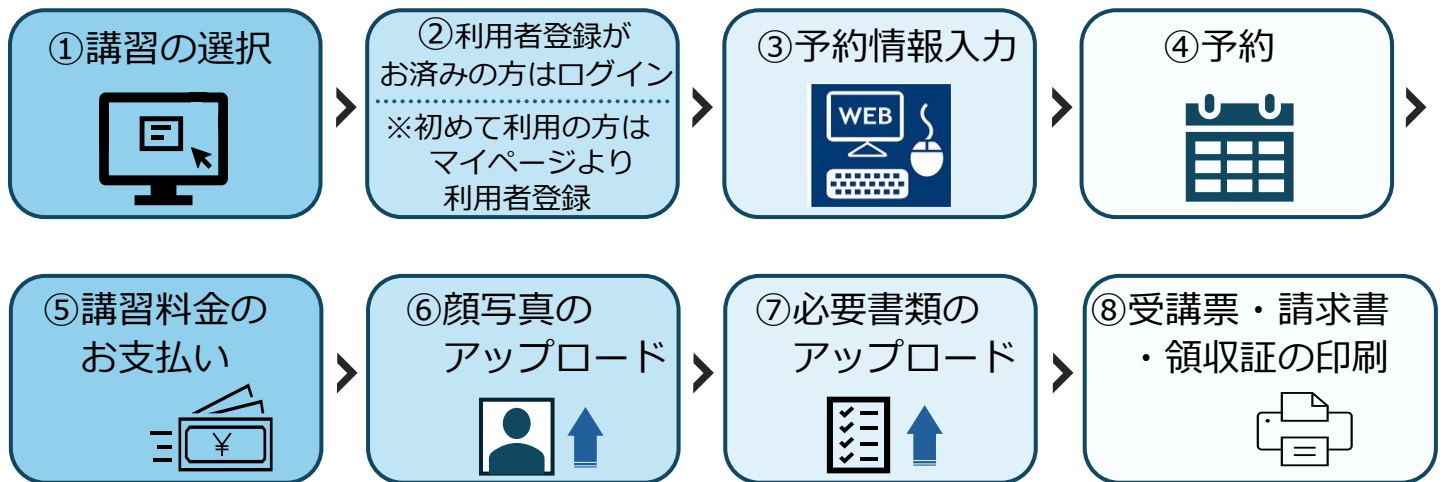 ①講習の選択
②利用者登録が
お済みの方はログイン
※初めて利用の方は
マイページより
利用者登録
③予約情報入力
WEB
④予約
⑤講習料金の
お支払い
¥
⑥顔写真の
アップロード
⑦必要書類の
アップロード
⑧受講票・請求書
・領収証の印刷